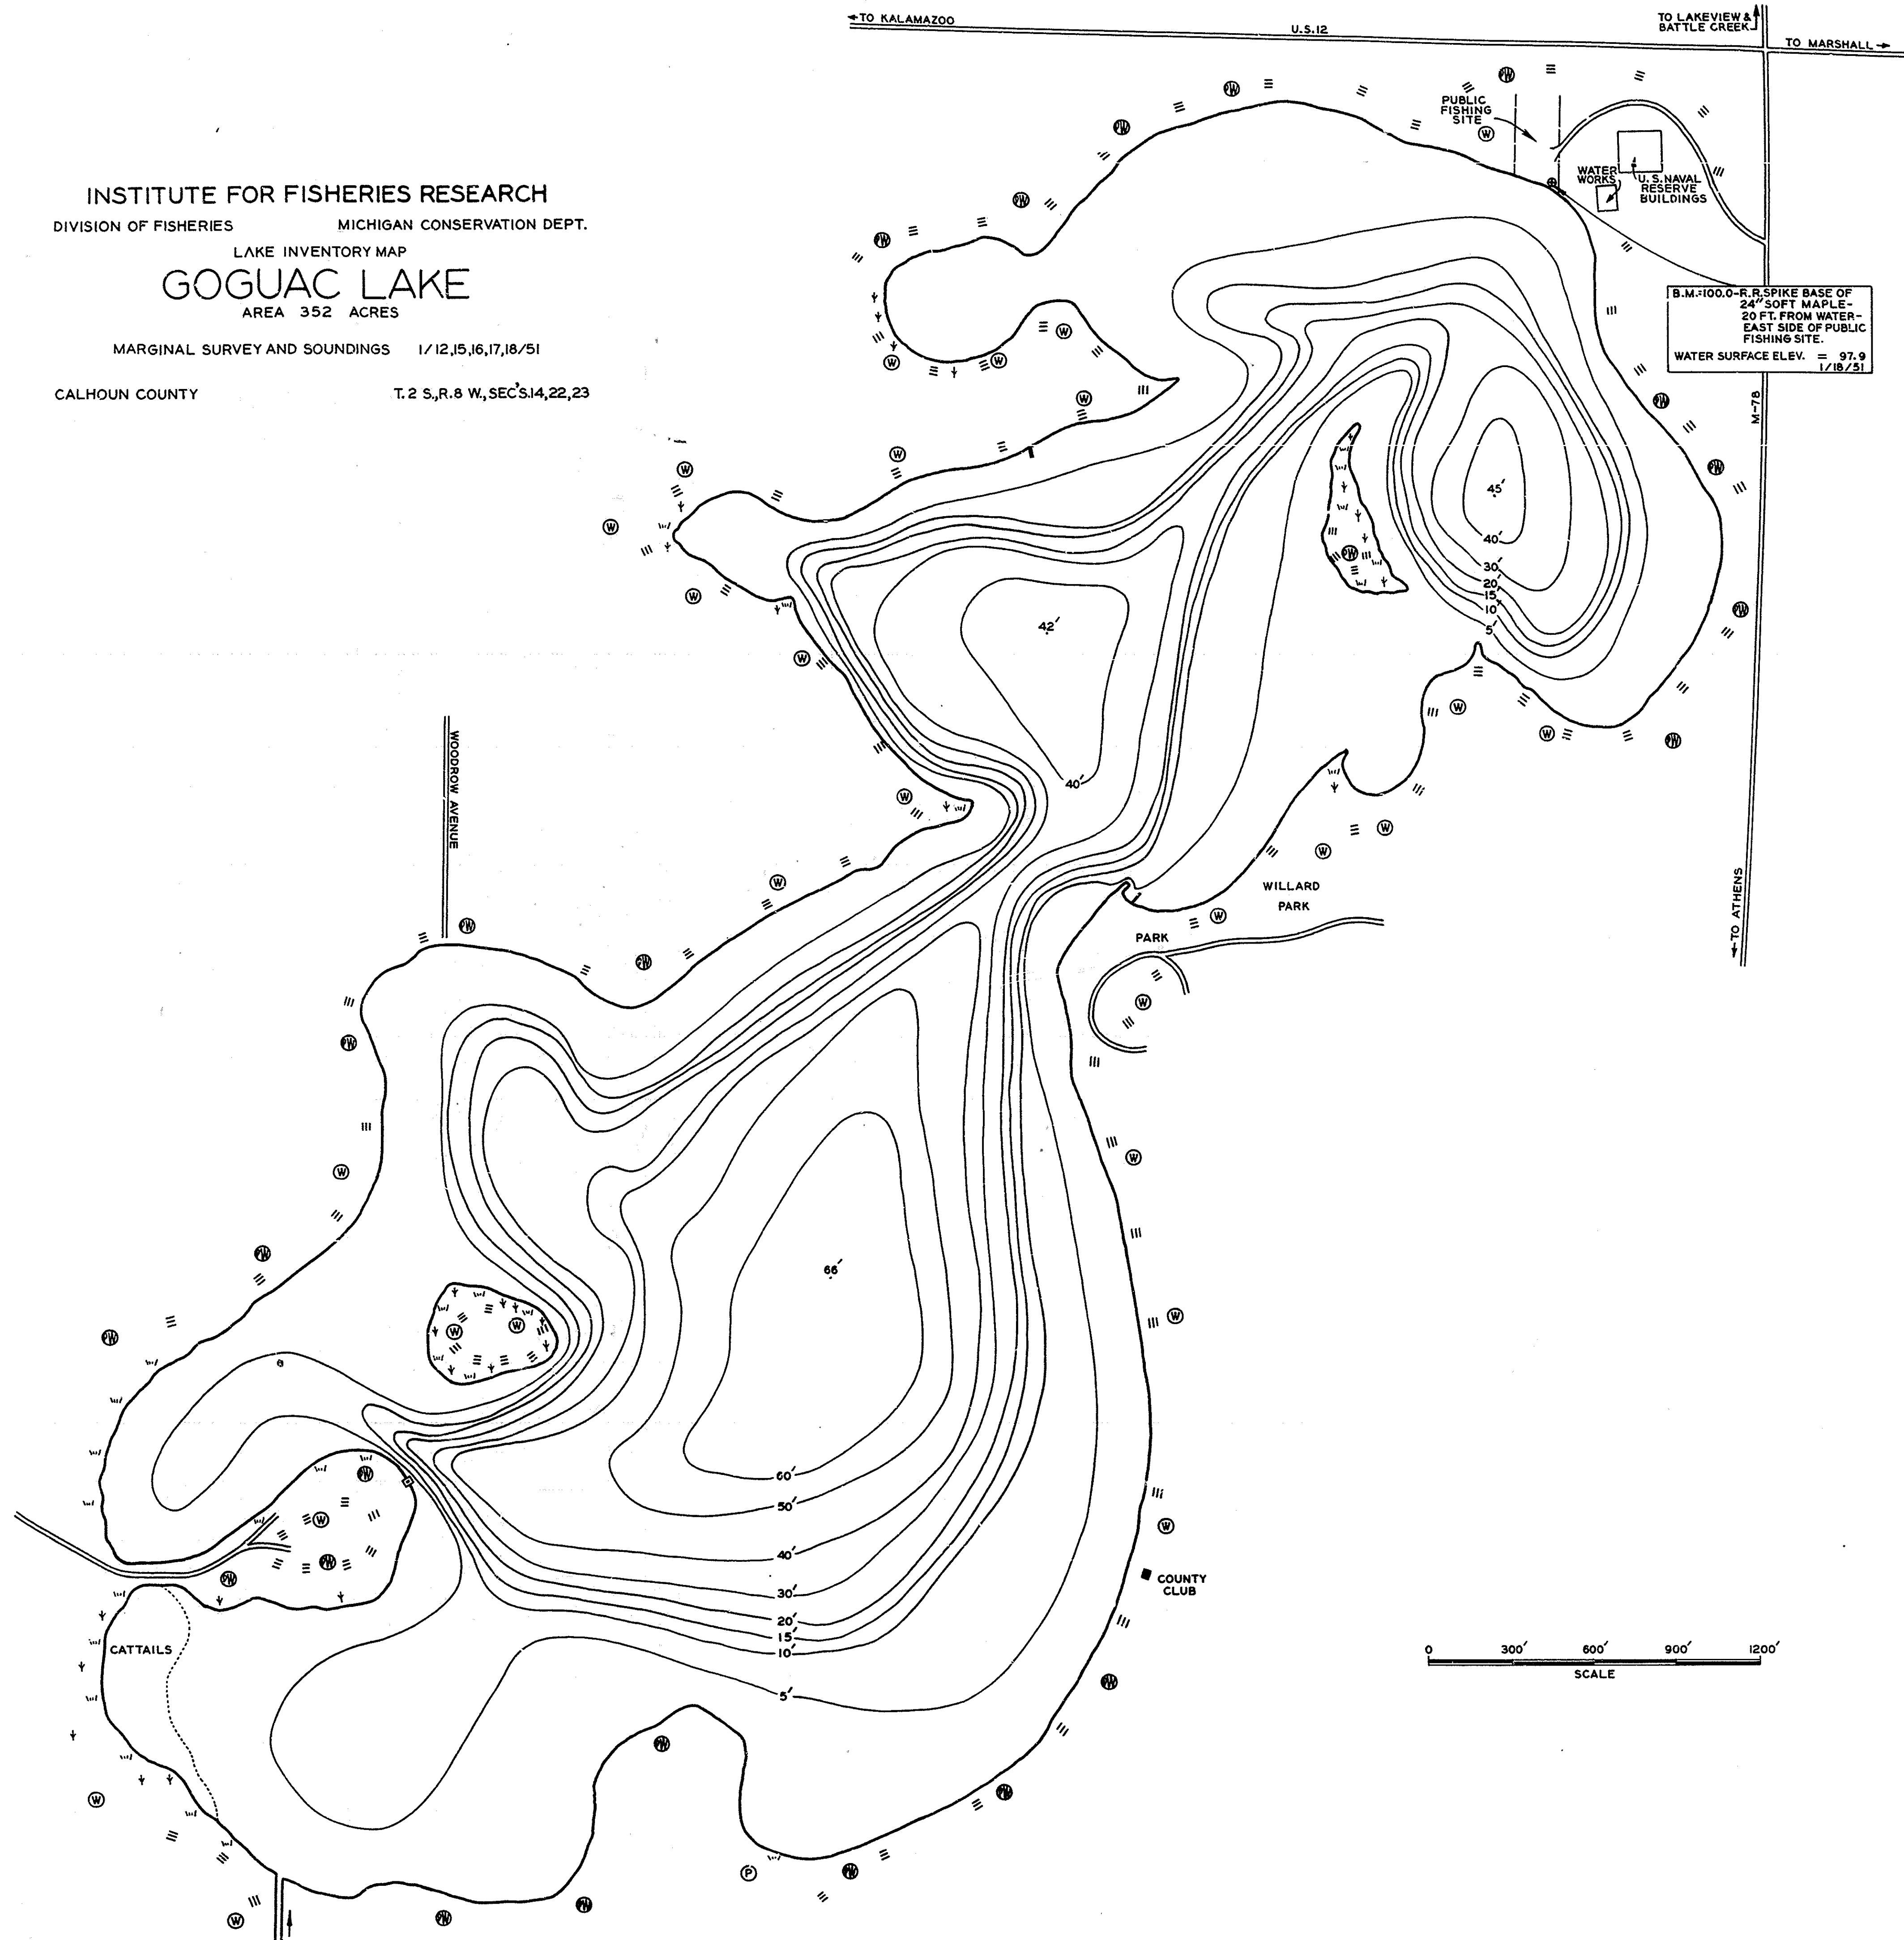 ←TO KALAMAZOO
U.S.12
TO LAKEVIEW &
BATTLE CREEK
TO MARSHALL→
PUBLIC
FISHING
SITE
WATER
WORKS
U.S. NAVAL
RESERVE
BUILDINGS
INSTITUTE FOR FISHERIES RESEARCH
DIVISION OF FISHERIES MICHIGAN CONSERVATION DEPT.
LAKE INVENTORY MAP
GOGUAC LAKE
AREA 352 ACRES
MARGINAL SURVEY AND SOUNDINGS 1/12,15,16,17,18/51
CALHOUN COUNTY T. 2 S., R. 8 W., SEC'S. 14, 22, 23
B.M.=100.0-R.R. SPIKE BASE OF
24" SOFT MAPLE-
20 FT. FROM WATER-
EAST SIDE OF PUBLIC
FISHING SITE.
WATER SURFACE ELEV. = 97.9
1/18/51
M-78
45'
40'
30'
20'
15'
10'
5'
42'
40'
WOODROW AVENUE
WILLARD
PARK
PARK
←TO ATHENS
66'
60'
50'
40'
30'
20'
15'
10'
5'
COUNTY
CLUB
CATTAILS
0 300' 600' 900' 1200'
SCALE